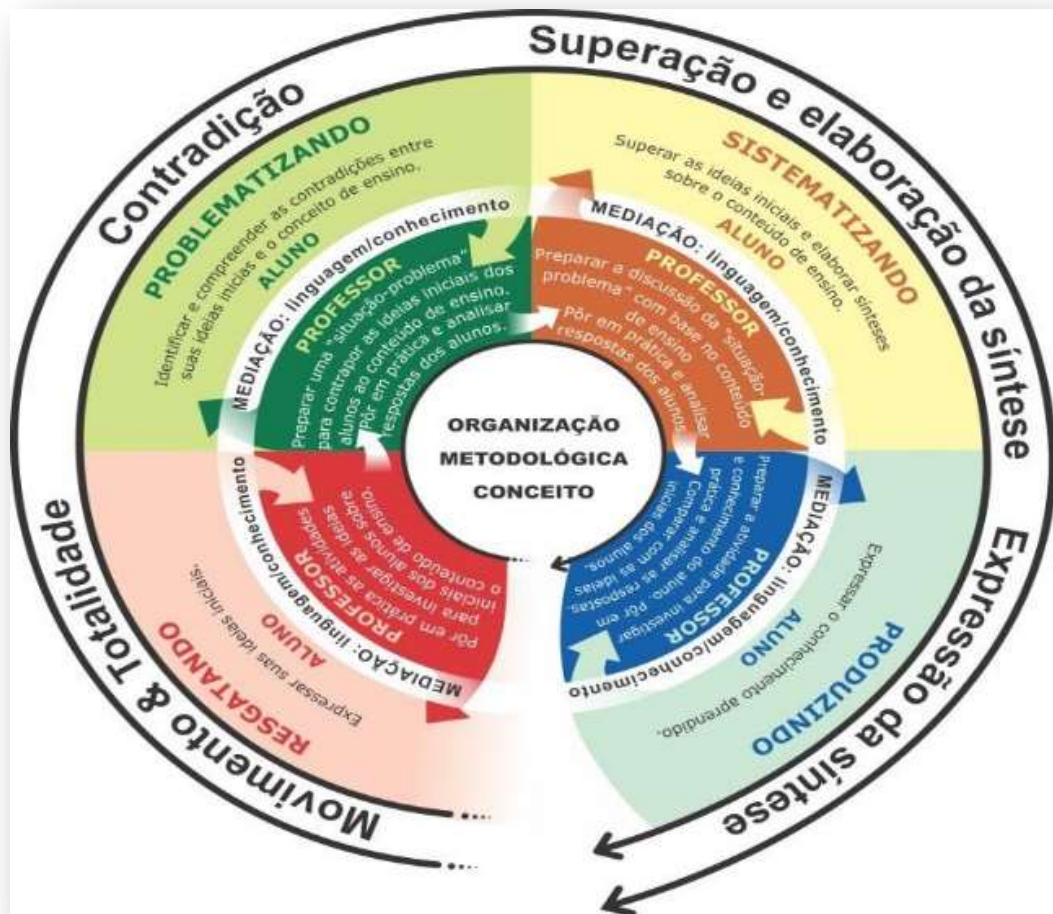 Movimento & Totalidade
Contradição
Superação e elaboração da síntese
Expressão da síntese
RESGATANDO
Expressar suas ideias iniciais.
ALUNO
MEDIAÇÃO: linguagem/conhecimento
PROFESSOR
Pôr em prática as atividades
para investigar as ideias
iniciais dos alunos sobre
o conteúdo de ensino.
PROBLEMATIZANDO
Identificar e compreender as contradições entre
suas ideias inicias e o conceito de ensino.
ALUNO
MEDIAÇÃO: linguagem/conhecimento
PROFESSOR
Preparar uma "situação-problema"
para contrapor as ideias iniciais dos
alunos ao conteúdo de ensino.
Pôr em prática e analisar
respostas dos alunos.
SISTEMATIZANDO
Superar as ideias iniciais e elaborar sínteses
sobre o conteúdo de ensino.
ALUNO
MEDIAÇÃO: linguagem/conhecimento
PROFESSOR
Preparar a discussão da "situação-
problema" com base no conteúdo
de ensino
Pôr em prática e analisar
respostas dos alunos
PRODUZINDO
Expressar o conhecimento aprendido.
ALUNO
MEDIAÇÃO: linguagem/conhecimento
PROFESSOR
Preparar a atividade para investigar
o conhecimento do aluno. Pôr em
prática e analisar as respostas.
Comparar com as ideias
inicias dos alunos.
ORGANIZAÇÃO
METODOLÓGICA
CONCEITO